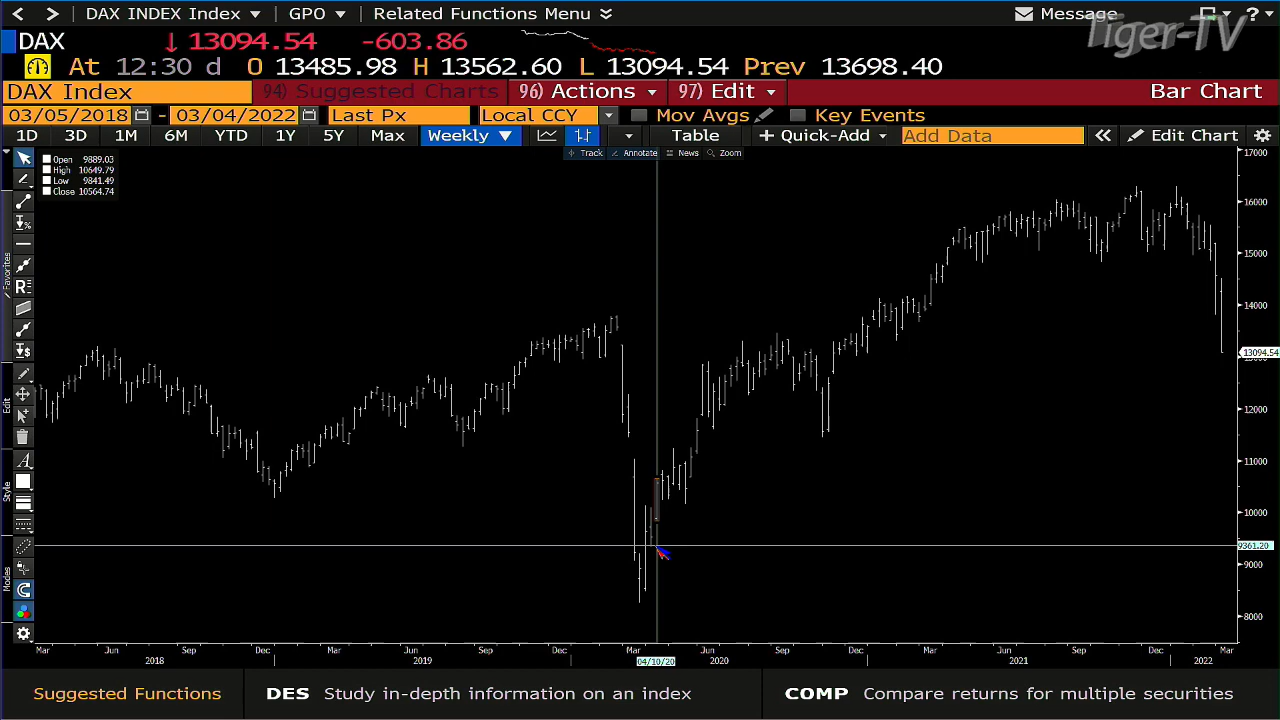 DAX INDEX Index GPO Related Functions Menu Message ?
Tiger-TV
DAX ↓ 13094.54 -603.86
At 12:30 d O 13485.98 H 13562.60 L 13094.54 Prev 13698.40
DAX Index 94) Suggested Charts 96) Actions 97) Edit Bar Chart
03/05/2018 - 03/04/2022 Last Px Local CCY Mov Avgs Key Events
1D 3D 1M 6M YTD 1Y 5Y Max Weekly ▼ Table + Quick-Add Add Data « Edit Chart
Track Annotate News Zoom
Open 9889.03
High 10649.79
Low 9841.49
Close 10564.74
Favorites
Edit
Style
Modes
17000
16000
15000
14000
13094.54
13000
12000
11000
10000
9361.20
9000
8000
Mar Jun Sep Dec Mar Jun Sep Dec Mar Jun Sep Dec Mar Jun Sep Dec Mar
2018 2019 04/10/20 2020 2021 2022
Suggested Functions DES Study in-depth information on an index COMP Compare returns for multiple securities